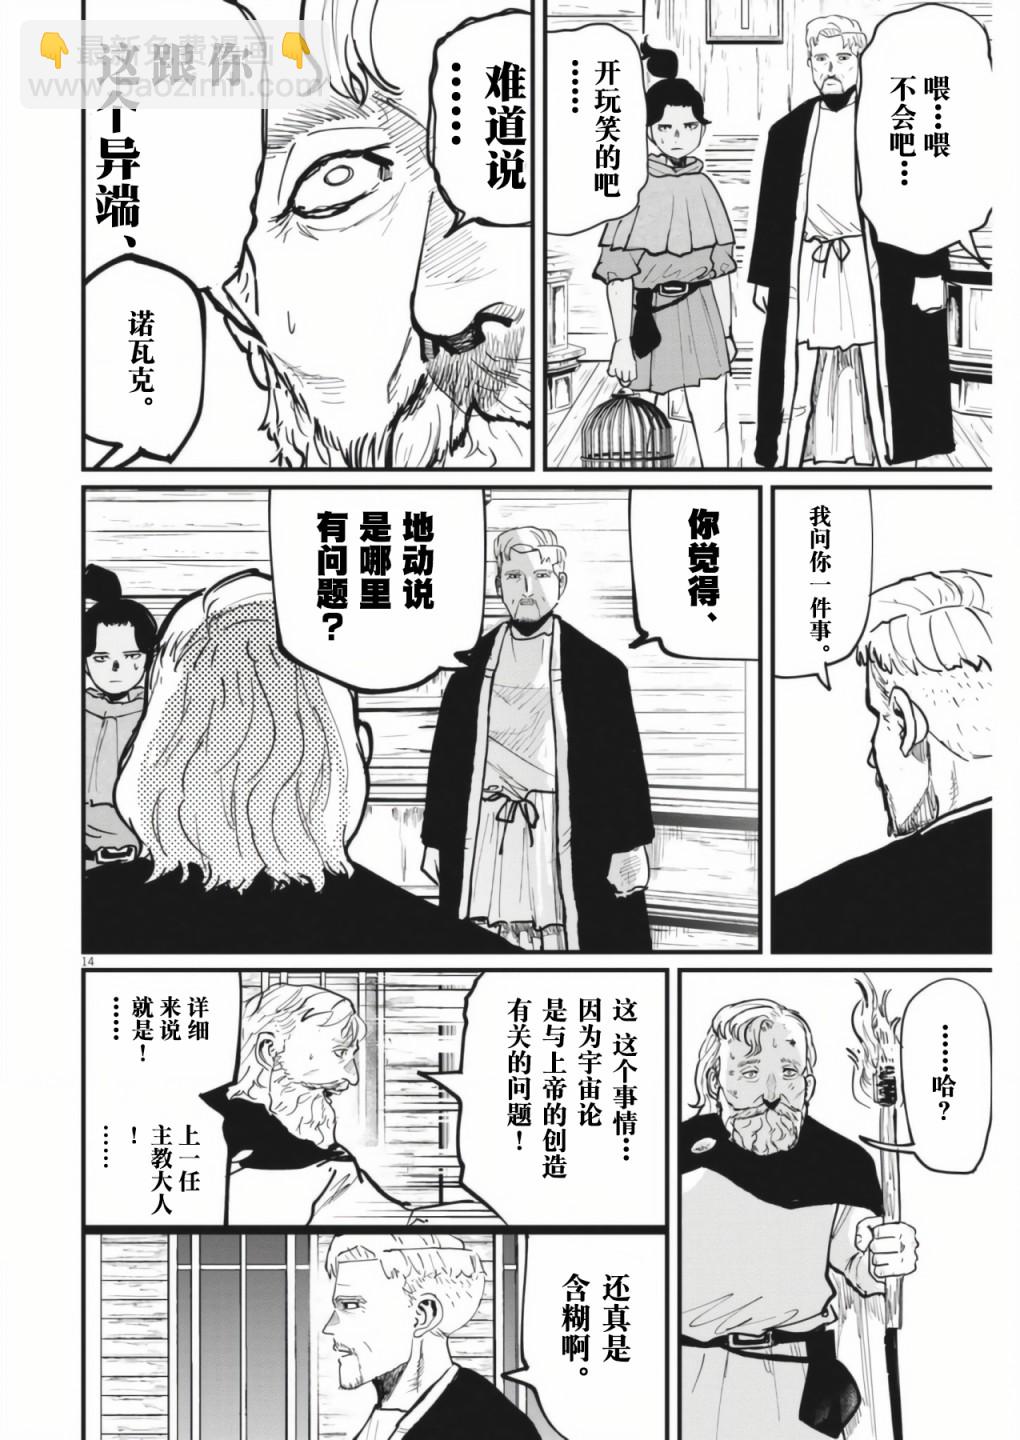 喂…喂
不会吧…
开玩笑的吧
……
难道说
……
这跟你
个异端、
诺瓦克。
我问你一件事。
你觉得、
地动说
是哪里
有问题？
……哈？
这 这个事情…
因为宇宙论
是与上帝的创造
有关的问题！
详细
来说
就是！
……
上一任
主教大人
！
……
还真是
含糊啊。
14
最新免费漫画
www.baozimh.com